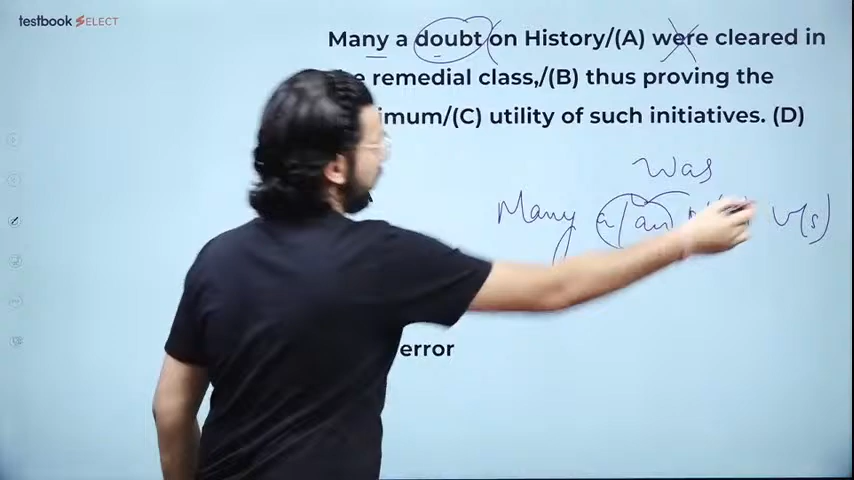 testbook SELECT
Many a doubt on History/(A) were cleared in
remedial class,/(B) thus proving the
/(C) utility of such initiatives. (D)
Was
Many a/an V(s)
error